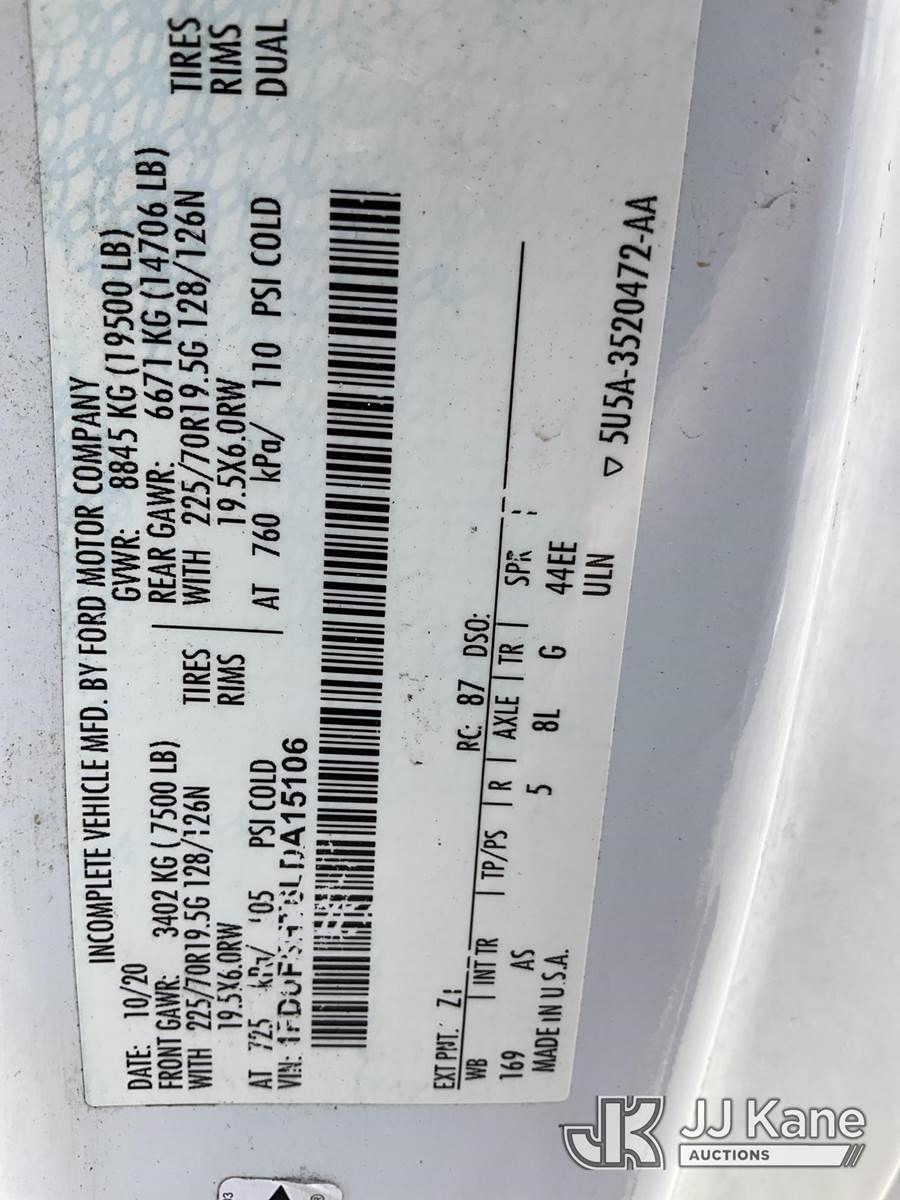 INCOMPLETE VEHICLE MFD. BY FORD MOTOR COMPANY
DATE: 10/20 GVWR: 8845 KG (19500 LB)
FRONT GAWR: 3402 KG (7500 LB) REAR GAWR: 6671 KG (14706 LB)
WITH 225/70R19.5G 128/126N TIRES WITH 225/70R19.5G 128/126N TIRES
19.5X6.0RW RIMS 19.5X6.0RW RIMS
AT 725 kPa/ 105 PSI COLD AT 760 kPa/ 110 PSI COLD DUAL
VIN:
EXT PNT: RC: 87 DSO:
WB INT TR TP/PS R AXLE TR SPR
169 AS 5 8L G 44EE
MADE IN U.S.A. ULN
▽ 5U5A-3520472-AA
JJ Kane
AUCTIONS